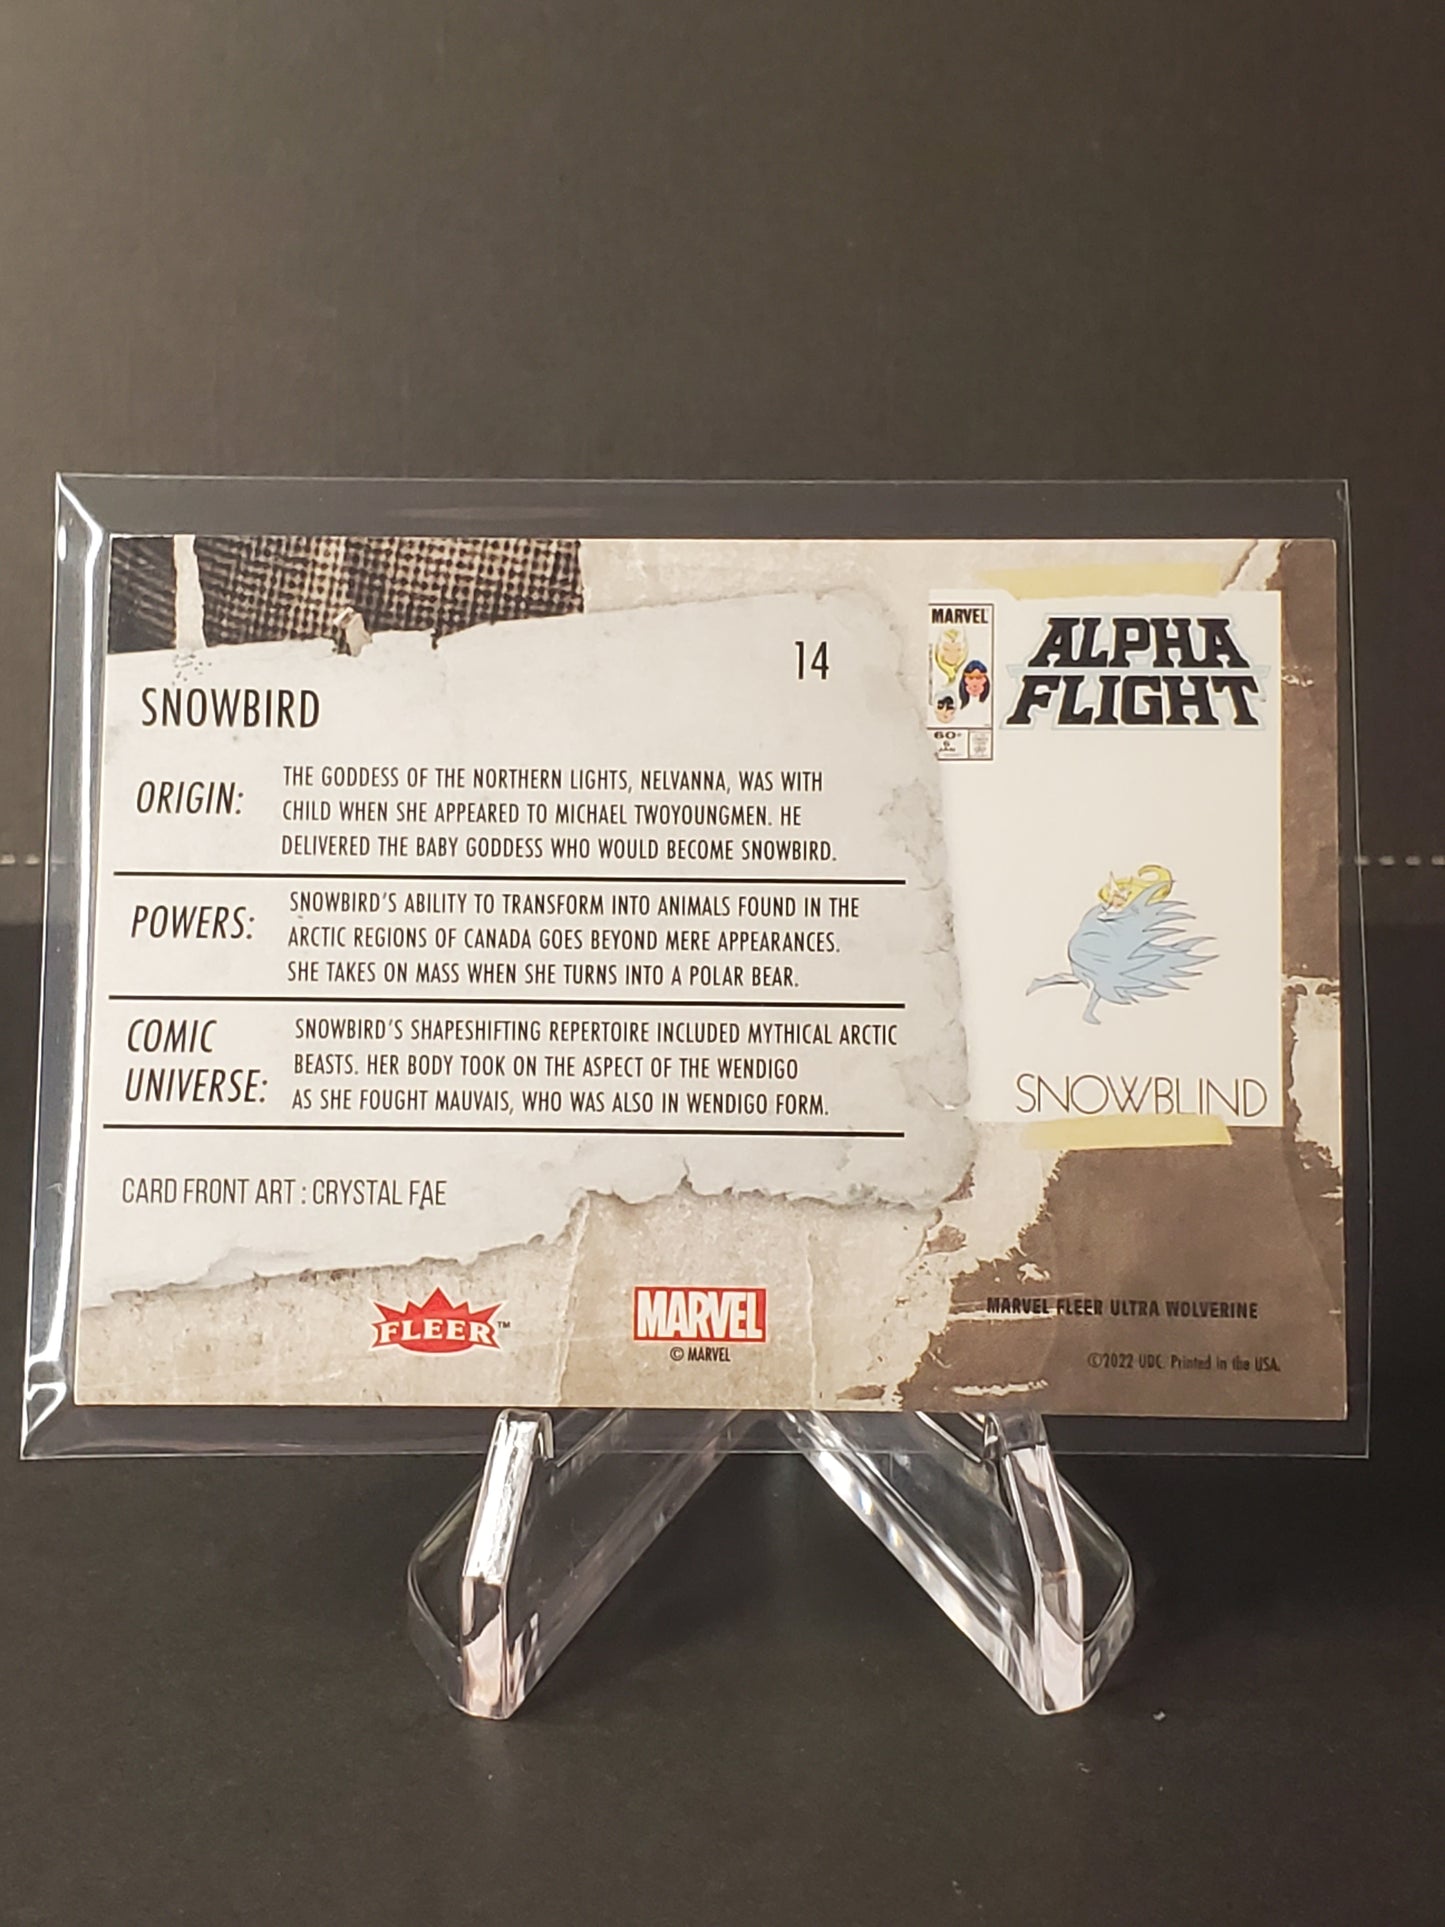 SNOWBIRD
14
ORIGIN:
THE GODDESS OF THE NORTHERN LIGHTS, NELVANNA, WAS WITH
CHILD WHEN SHE APPEARED TO MICHAEL TWOYOUNGMEN. HE
DELIVERED THE BABY GODDESS WHO WOULD BECOME SNOWBIRD.
POWERS:
SNOWBIRD'S ABILITY TO TRANSFORM INTO ANIMALS FOUND IN THE
ARCTIC REGIONS OF CANADA GOES BEYOND MERE APPEARANCES.
SHE TAKES ON MASS WHEN SHE TURNS INTO A POLAR BEAR.
COMIC
UNIVERSE:
SNOWBIRD'S SHAPESHIFTING REPERTOIRE INCLUDED MYTHICAL ARCTIC
BEASTS. HER BODY TOOK ON THE ASPECT OF THE WENDIGO
AS SHE FOUGHT MAUVAIS, WHO WAS ALSO IN WENDIGO FORM.
CARD FRONT ART : CRYSTAL FAE
FLEER™
MARVEL
© MARVEL
MARVEL
60¢
6
JAN
ALPHA
FLIGHT
SNOWBLIND
MARVEL FLEER ULTRA WOLVERINE
©2022 UDC. Printed in the USA.